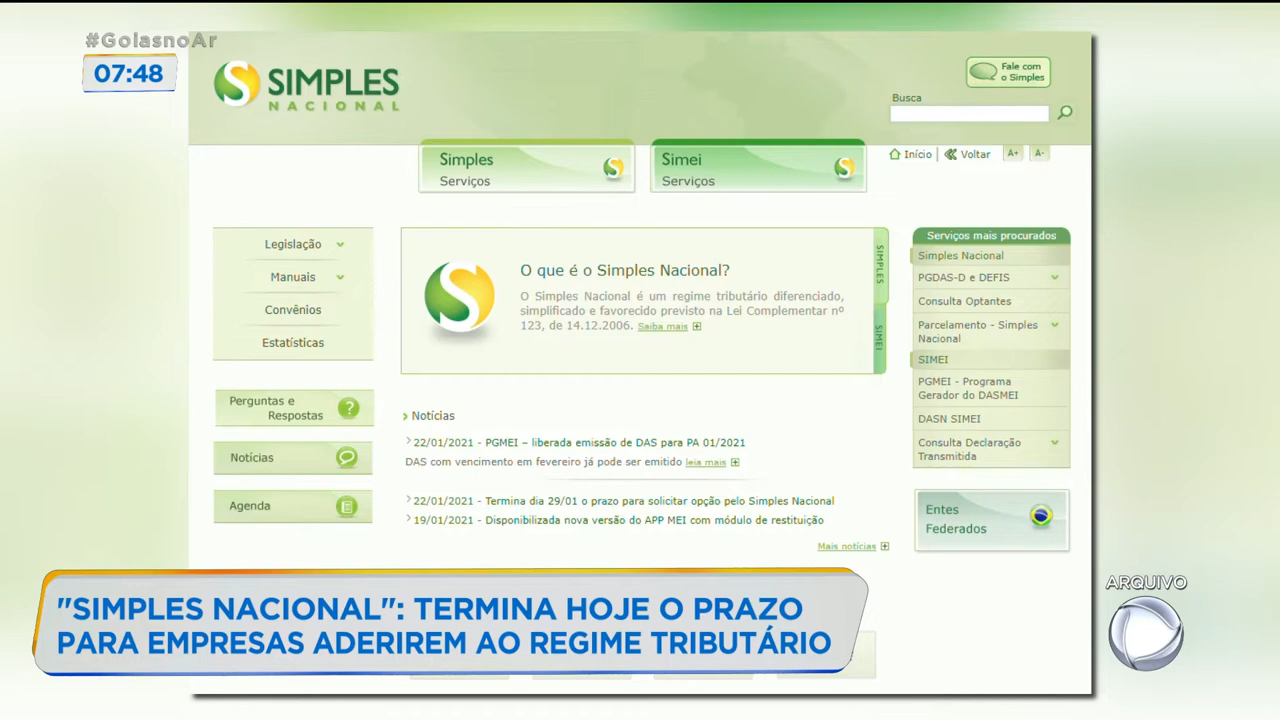 #GoiasnoAr
07:48
SIMPLES
NACIONAL
Fale com
o Simples
Busca
Simples
Serviços
Simei
Serviços
Início
Voltar
A+
A-
Legislação
Manuais
Convênios
Estatísticas
Perguntas e
Respostas
?
Notícias
Agenda
O que é o Simples Nacional?
O Simples Nacional é um regime tributário diferenciado,
simplificado e favorecido previsto na Lei Complementar nº
123, de 14.12.2006. Saiba mais
SIMPLES
SIMEI
Notícias
22/01/2021 - PGMEI – liberada emissão de DAS para PA 01/2021
DAS com vencimento em fevereiro já pode ser emitido leia mais
22/01/2021 - Termina dia 29/01 o prazo para solicitar opção pelo Simples Nacional
19/01/2021 - Disponibilizada nova versão do APP MEI com módulo de restituição
Mais notícias
Serviços mais procurados
Simples Nacional
PGDAS-D e DEFIS
Consulta Optantes
Parcelamento - Simples
Nacional
SIMEI
PGMEI - Programa
Gerador do DASMEI
DASN SIMEI
Consulta Declaração
Transmitida
Entes
Federados
"SIMPLES NACIONAL": TERMINA HOJE O PRAZO
PARA EMPRESAS ADERIREM AO REGIME TRIBUTÁRIO
ARQUIVO